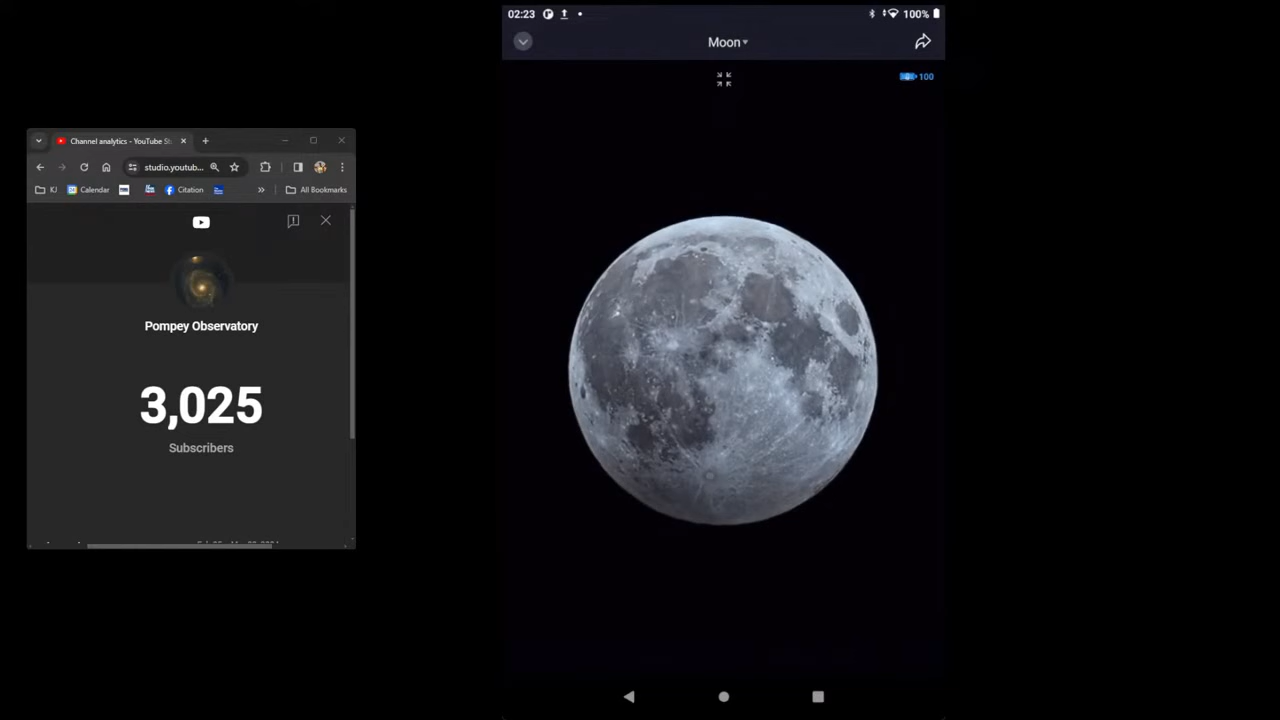 02:23
100%
Moon
100
Channel analytics - YouTube St
studio.youtub...
KJ
Calendar
Citation
All Bookmarks
Pompey Observatory
3,025
Subscribers